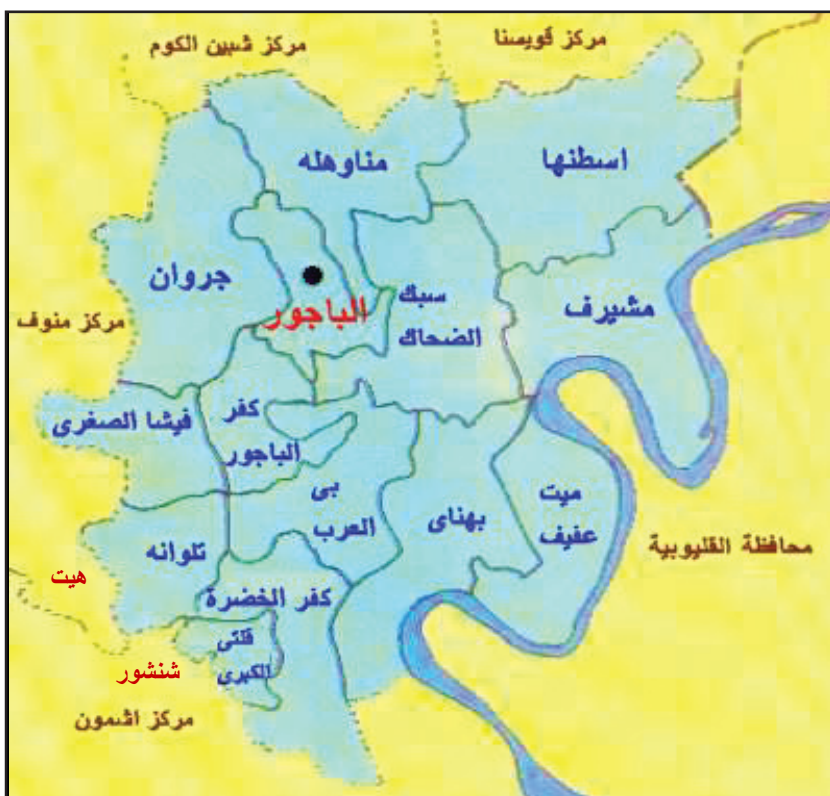 مركز قويسنا
مركز شبين الكوم
اسطنها
مناوهله
جروان
سبك
الضحاك
مشيرف
الباجور
مركز منوف
كفر
الباجور
فيشا الصغرى
بى
العرب
بهناى
ميت
عفيف
محافظة القليوبية
تلوانه
هيت
كفر الخضرة
قلتى
الكبرى
شنشور
مركز اشمون